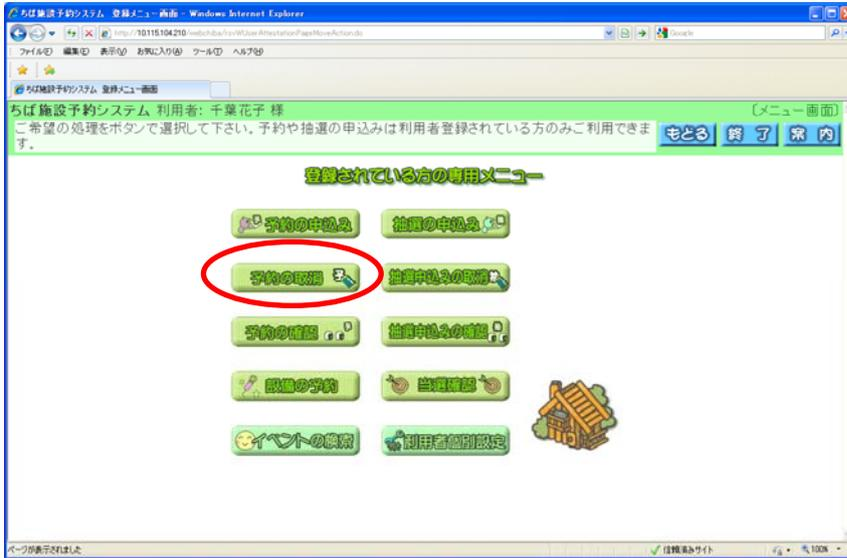 ちば施設予約システム 登録メニュー画面 - Windows Internet Explorer
http://10.115.104.210/webchiba/rsvWUserAttestationPageMoveAction.do
Google
ファイル(F) 編集(E) 表示(V) お気に入り(A) ツール(T) ヘルプ(H)
ちば施設予約システム 登録メニュー画面
ちば施設予約システム 利用者: 千葉花子 様 〔メニュー画面〕
ご希望の処理をボタンで選択して下さい。予約や抽選の申込みは利用者登録されている方のみご利用できま
す。
もどる 終了 案内
登録されている方の専用メニュー
予約の申込み 抽選の申込み
予約の取消 抽選申込みの取消
予約の確認 抽選申込みの確認
設備の予約 当選確認
イベントの検索 利用者個別設定
ページが表示されました 信頼済みサイト 100%